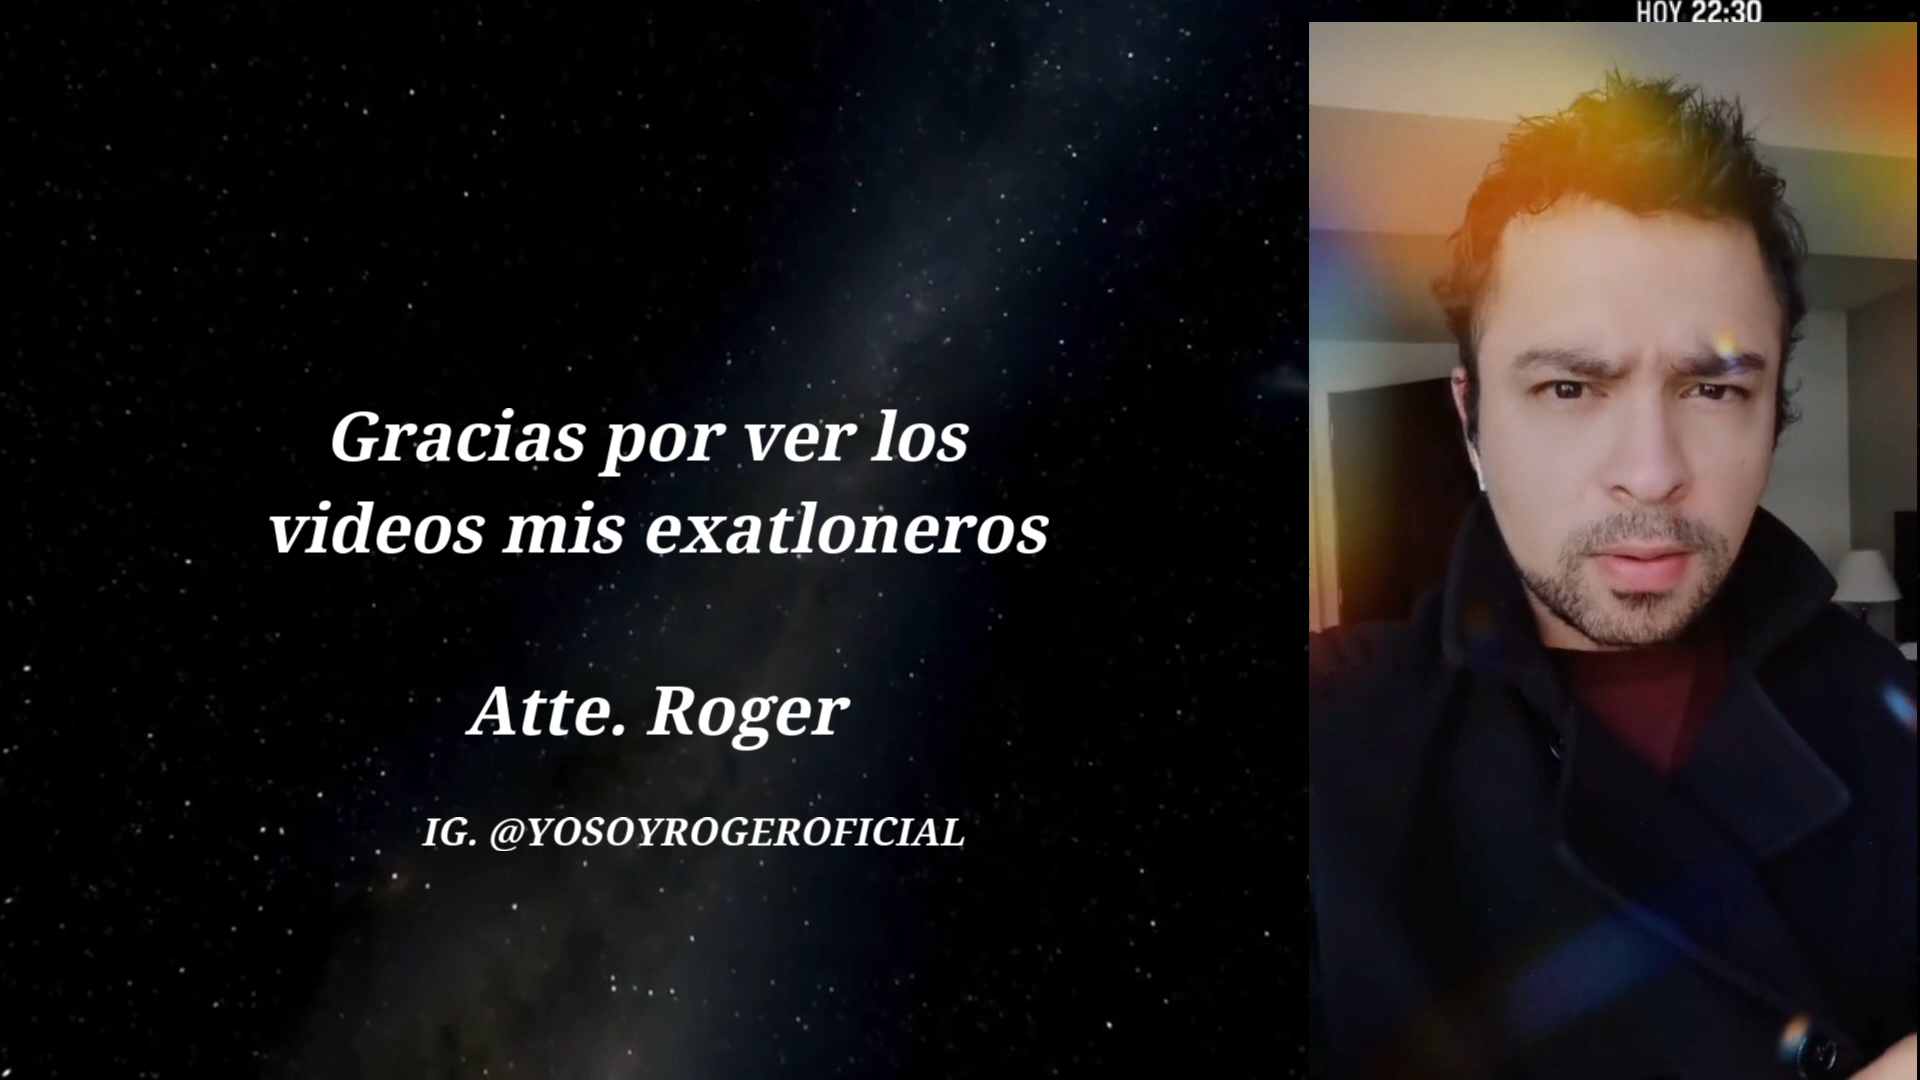 HOY 22:30
Gracias por ver los
videos mis exatloneros
Atte. Roger
IG. @YOSOYROGEROFICIAL